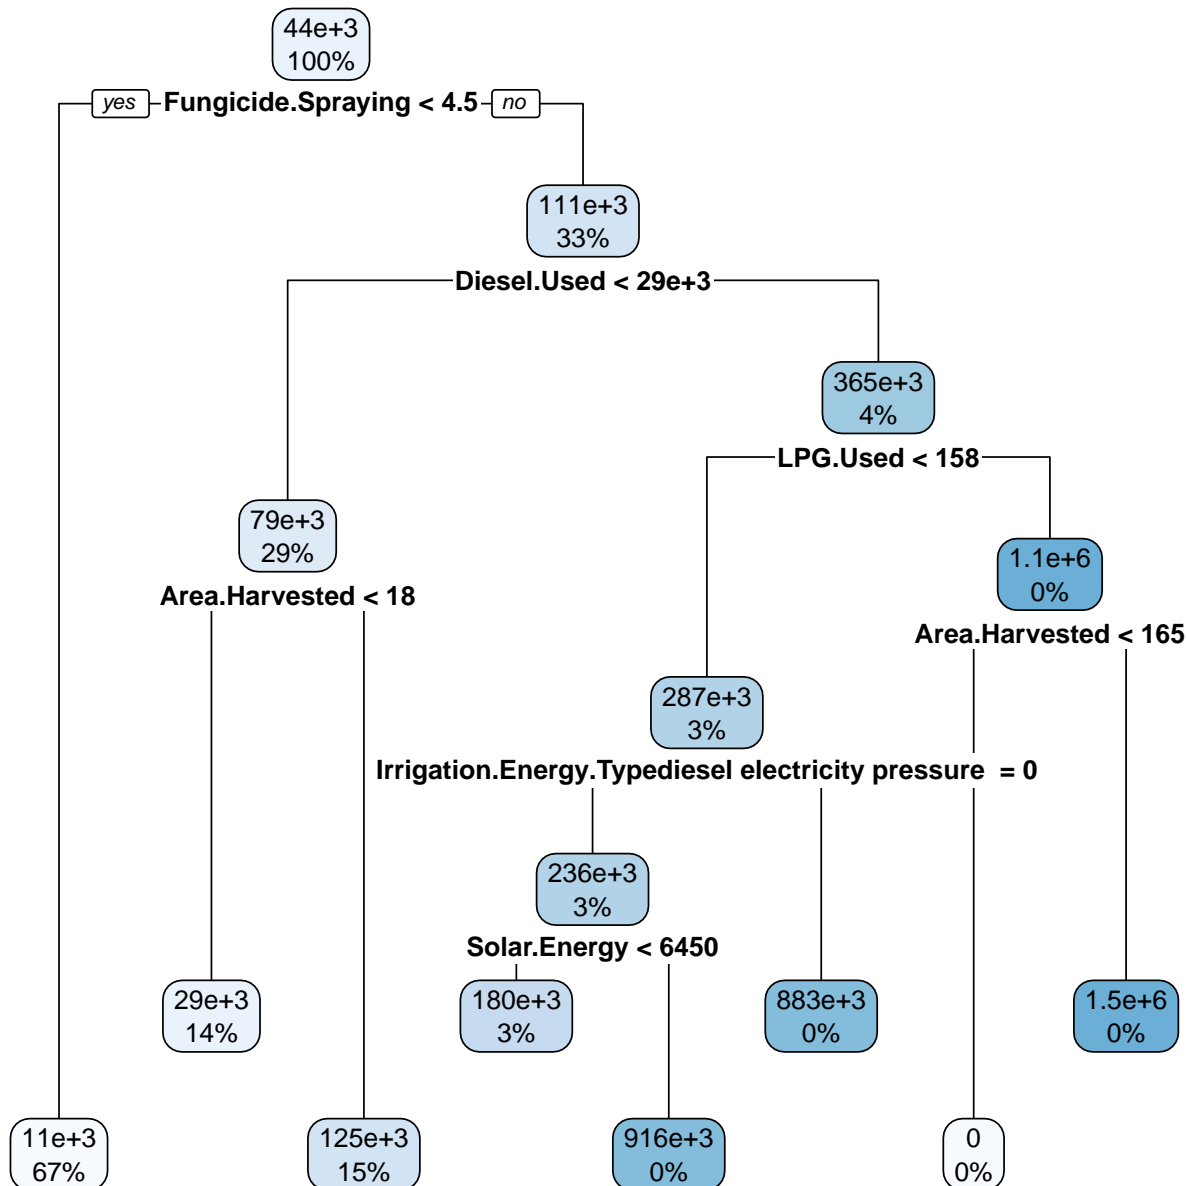 44e+3
100%
yes Fungicide.Spraying < 4.5 no
111e+3
33%
Diesel.Used < 29e+3
365e+3
4%
LPG.Used < 158
79e+3
29%
Area.Harvested < 18
1.1e+6
0%
Area.Harvested < 165
287e+3
3%
Irrigation.Energy.Typediesel electricity pressure  = 0
236e+3
3%
Solar.Energy < 6450
29e+3
14%
180e+3
3%
883e+3
0%
1.5e+6
0%
11e+3
67%
125e+3
15%
916e+3
0%
0
0%